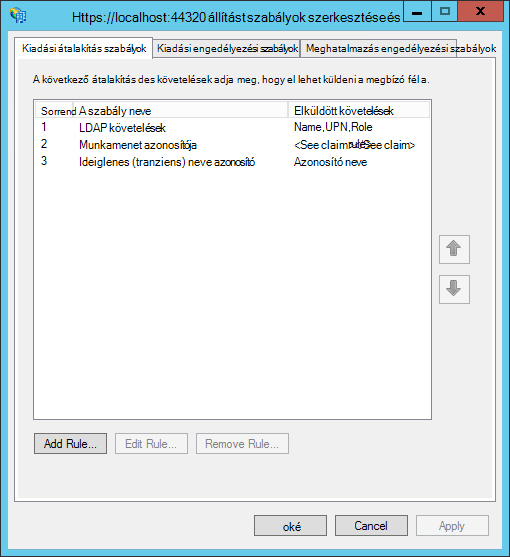 Https://localhost:44320 állítást szabályok szerkesztéseés
Kiadási átalakítás szabályok
Kiadási engedélyezési szabályok
Meghatalmazás engedélyezési szabályok
A következő átalakítás des követelések adja meg, hogy el lehet küldeni a megbízó fél a.
Sorrend A szabály neve Elküldött követelések
1 LDAP követelések Name,UPN,Role
2 Munkamenet azonosítója <See claim See claim>
3 Ideiglenes (tranziens) neve azonosító Azonosító neve
Add Rule... Edit Rule... Remove Rule...
oké Cancel Apply